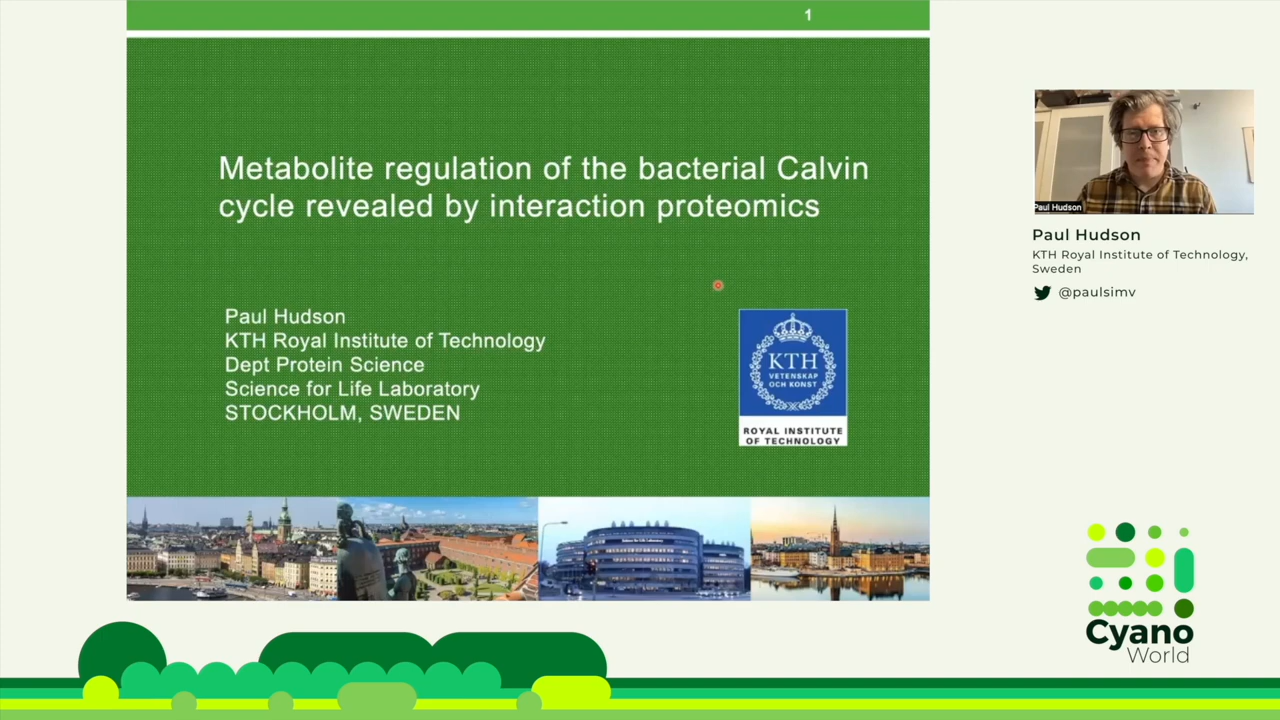 1
Metabolite regulation of the bacterial Calvin
cycle revealed by interaction proteomics
Paul Hudson
KTH Royal Institute of Technology
Dept Protein Science
Science for Life Laboratory
STOCKHOLM, SWEDEN
KTH
VETENSKAP
OCH KONST
ROYAL INSTITUTE
OF TECHNOLOGY
Paul Hudson
Paul Hudson
KTH Royal Institute of Technology,
Sweden
@paulsimv
Cyano
World